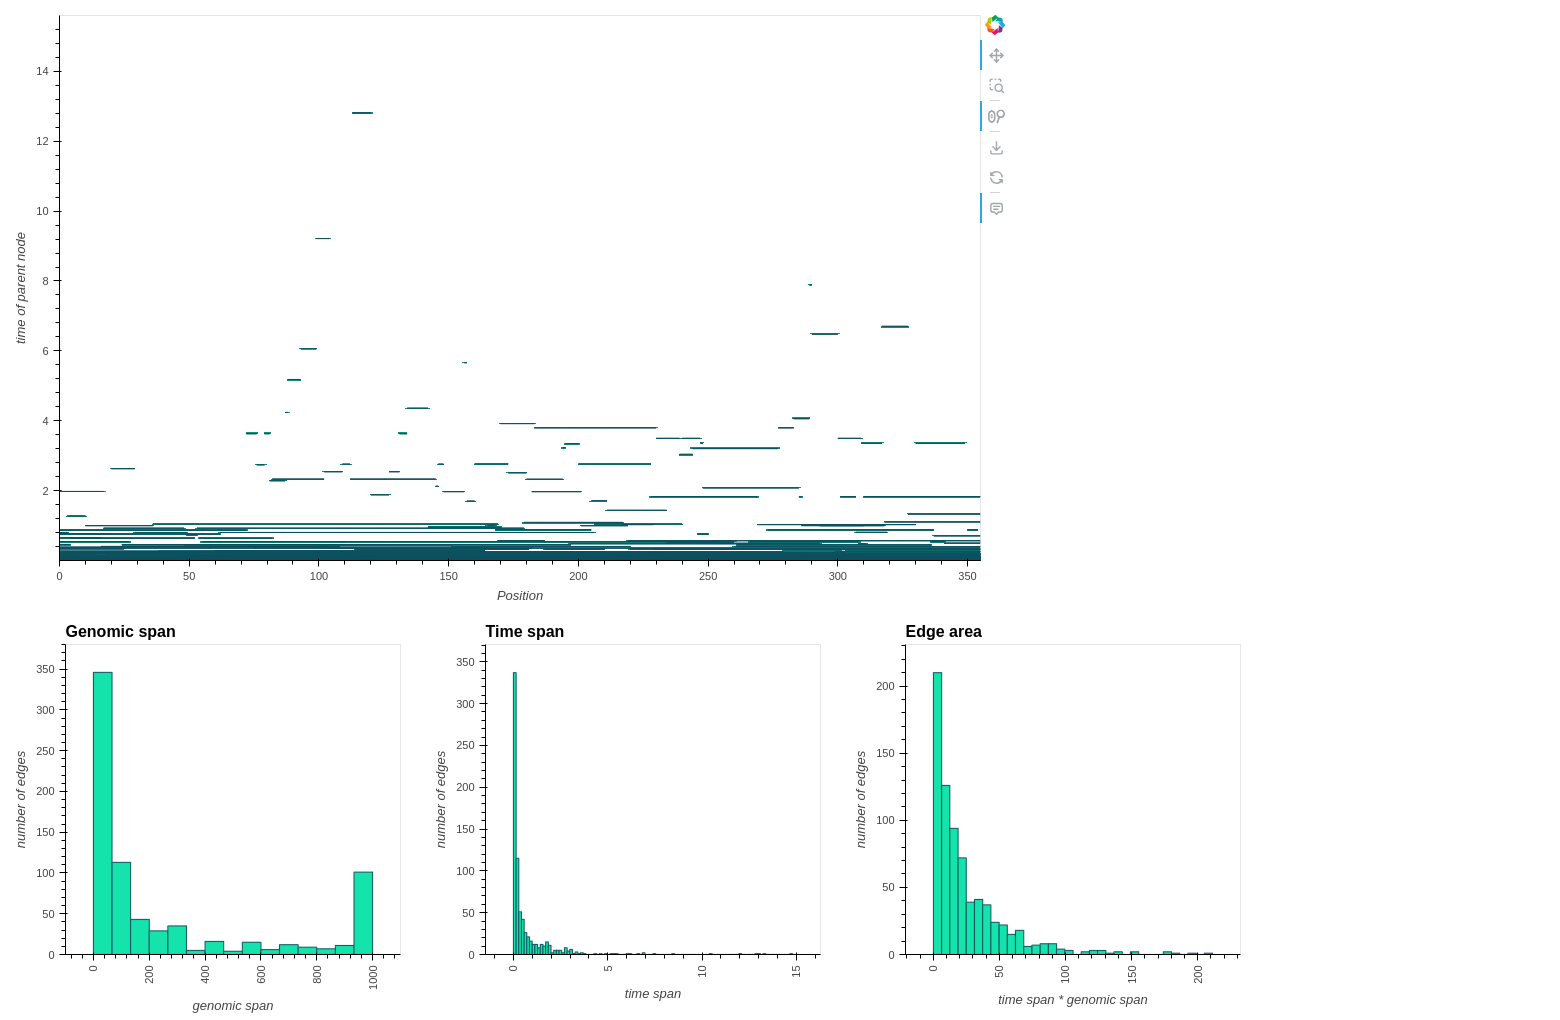 14
12
10
8
6
4
2
time of parent node
0 50 100 150 200 250 300 350
Position
Genomic span
350
300
250
200
150
100
50
0
number of edges
0 200 400 600 800 1000
genomic span
Time span
350
300
250
200
150
100
50
0
number of edges
0 5 10 15
time span
Edge area
200
150
100
50
0
number of edges
0 50 100 150 200
time span * genomic span